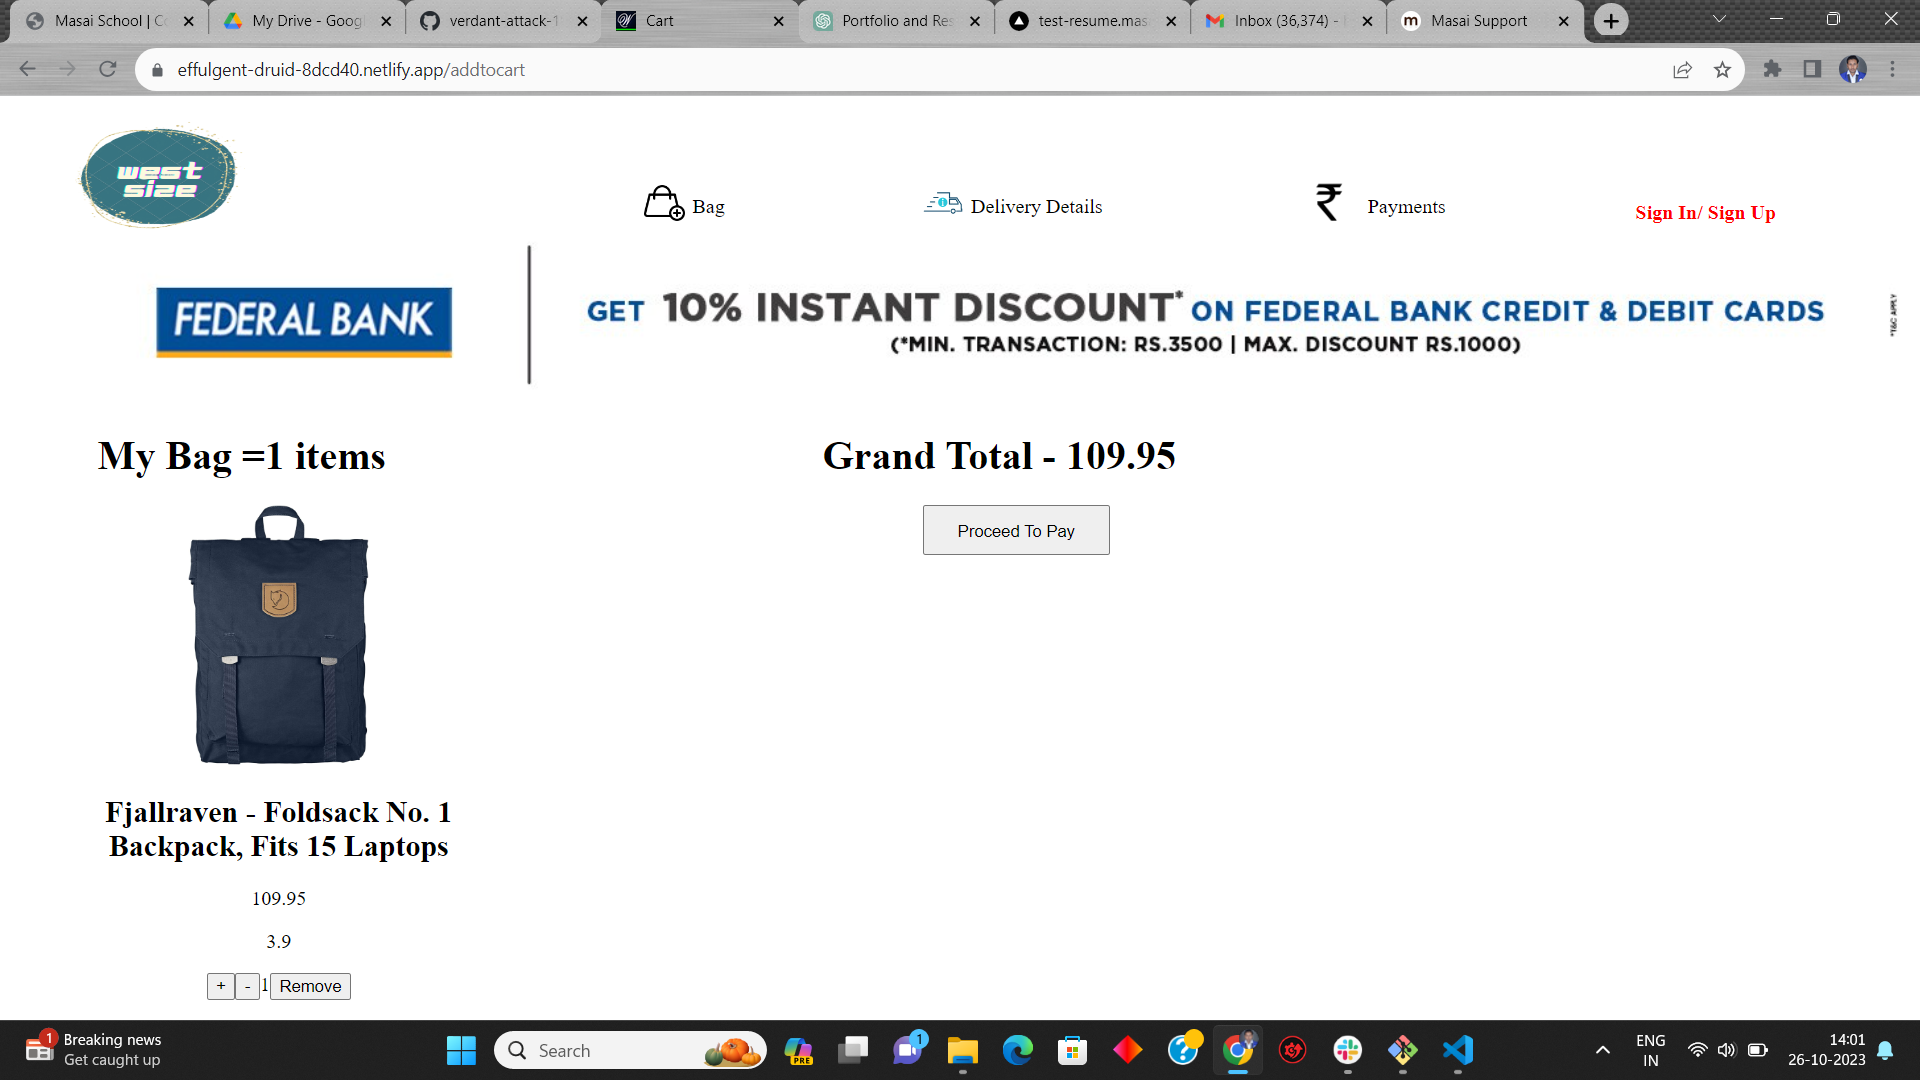 Masai School | Co
My Drive - Googl
verdant-attack-1
Cart
Portfolio and Res
test-resume.mas
Inbox (36,374) -
Masai Support
effulgent-druid-8dcd40.netlify.app/addtocart
west
size
Bag
Delivery Details
Payments
Sign In/ Sign Up
FEDERAL BANK
GET 10% INSTANT DISCOUNT* ON FEDERAL BANK CREDIT & DEBIT CARDS
(*MIN. TRANSACTION: RS.3500 | MAX. DISCOUNT RS.1000)
*T&C APPLY
My Bag =1 items
Grand Total - 109.95
Proceed To Pay
Fjallraven - Foldsack No. 1
Backpack, Fits 15 Laptops
109.95
3.9
+ - 1 Remove
1
Breaking news
Get caught up
Search
PRE
1
ENG
IN
14:01
26-10-2023